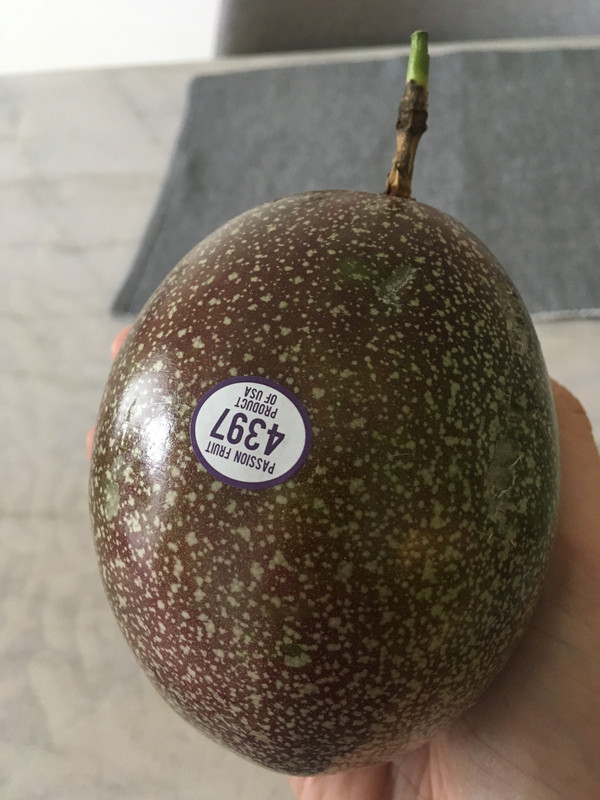 PASSION FRUIT
4397
PRODUCT
OF USA